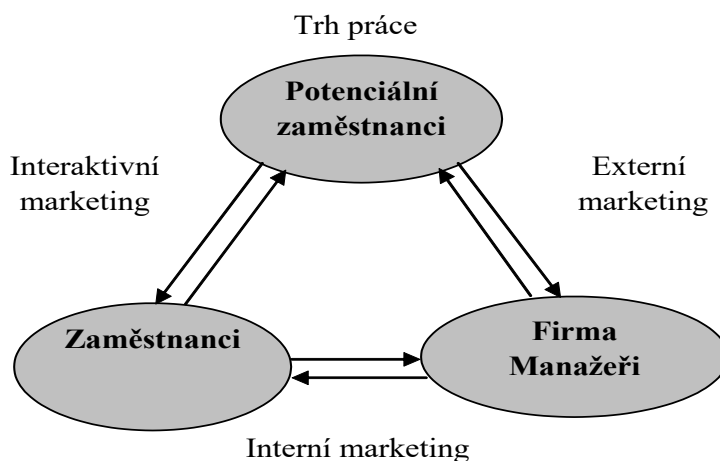 Trh práce
Potenciální
zaměstnanci
Interaktivní
marketing
Externí
marketing
Zaměstnanci
Firma
Manažeři
Interní marketing